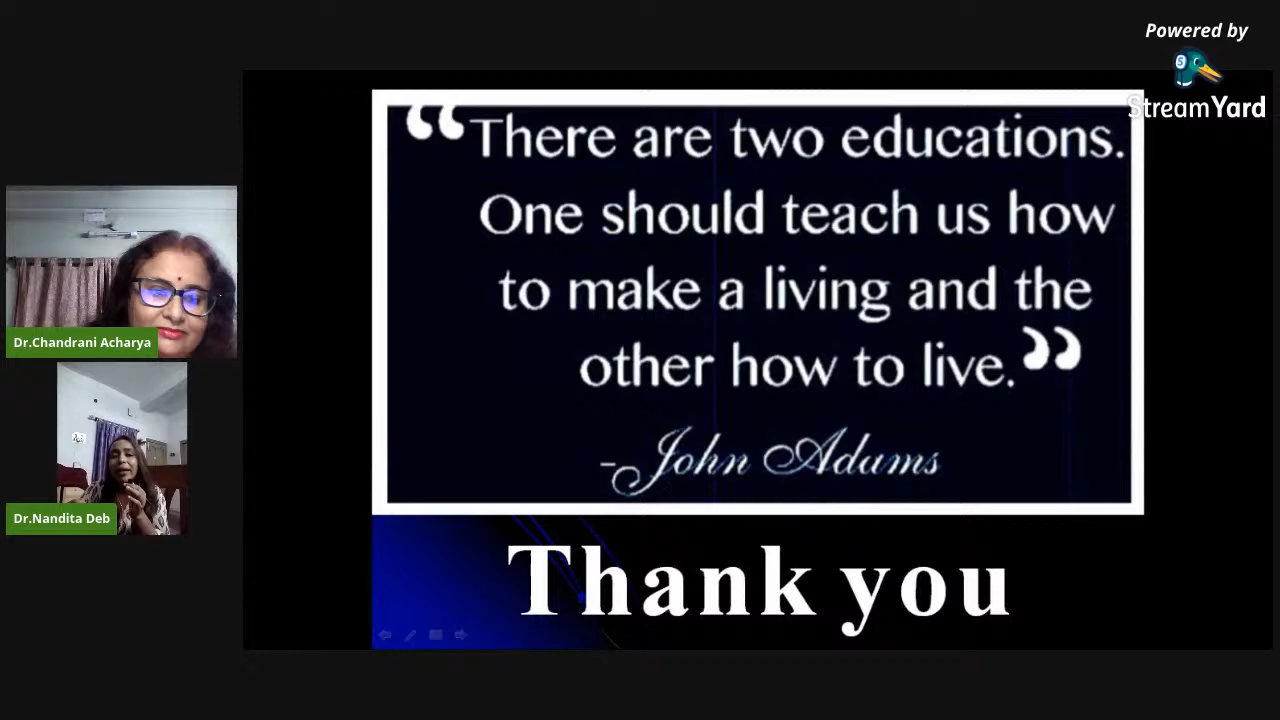 Powered by
StreamYard
“There are two educations.
One should teach us how
to make a living and the
other how to live.”
-John Adams
Thank you
Dr.Chandrani Acharya
Dr.Nandita Deb